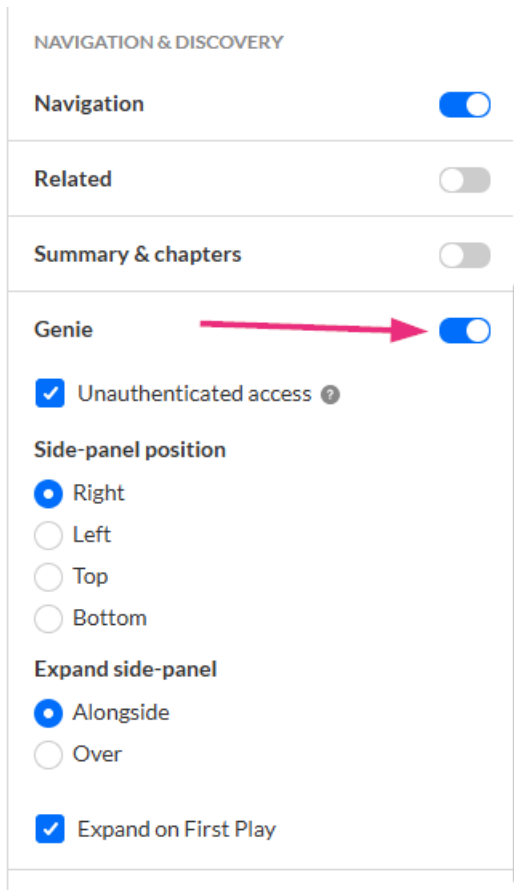 NAVIGATION & DISCOVERY
Navigation
Related
Summary & chapters
Genie
Unauthenticated access ?
Side-panel position
Right
Left
Top
Bottom
Expand side-panel
Alongside
Over
Expand on First Play